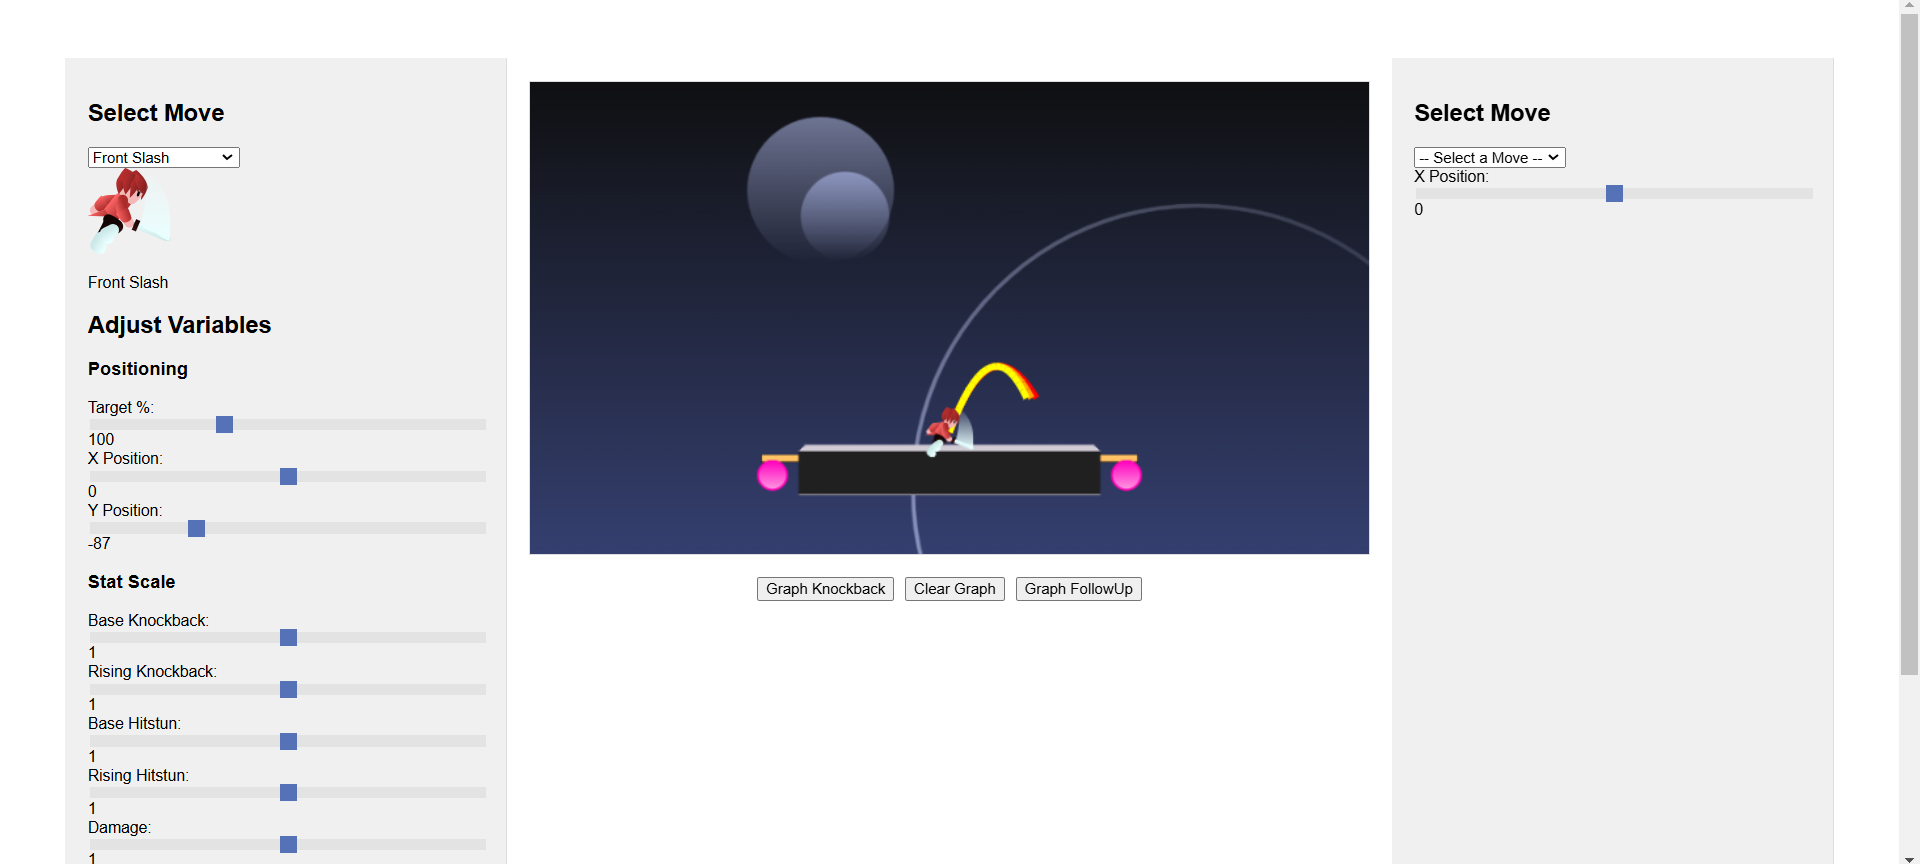 Select Move
Front Slash
Front Slash
Adjust Variables
Positioning
Target %:
100
X Position:
0
Y Position:
-87
Stat Scale
Base Knockback:
1
Rising Knockback:
1
Base Hitstun:
1
Rising Hitstun:
1
Damage:
1
Graph Knockback
Clear Graph
Graph FollowUp
Select Move
-- Select a Move --
X Position:
0